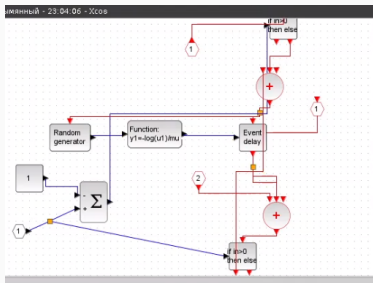 ымянный - 23:04:06 - Xcos
if in>0
then else
1
+
1
Random
generator
Function:
y1=-log(u1)/mu
Event
delay
1
2
-
+
Σ
+
1
if in>0
then else